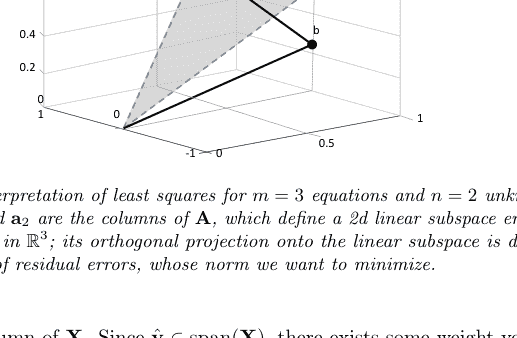 b
0.4
0.2
0
1
0
1
0.5
-1
0
erpretation of least squares for m = 3 equations and n = 2
d a₂ are the columns of A, which define a 2d linear subspace
in ℝ³; its orthogonal projection onto the linear subspace is
of residual errors, whose norm we want to minimize.
umn of X. Since ŷ ∈ span(X), there exists some weight